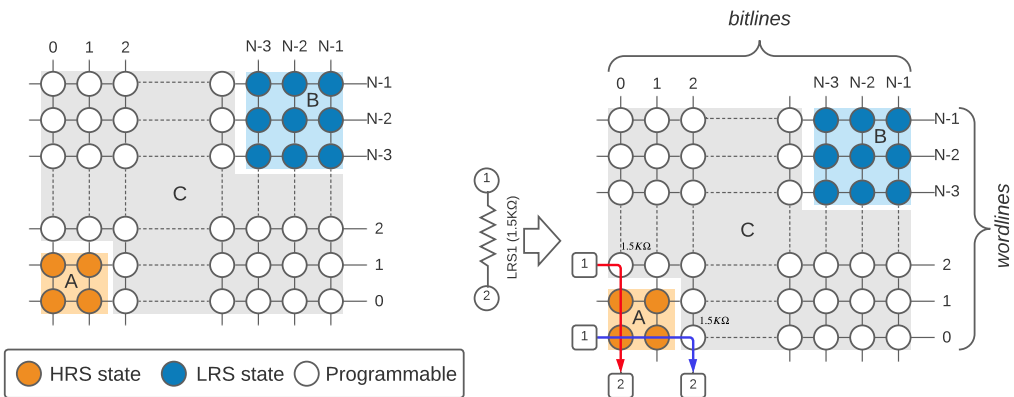 bitlines
0 1 2 N-3 N-2 N-1
N-1
B
N-2
N-3
C
2
1
A
0
1
LRS1 (1.5KΩ)
2
0 1 2 N-3 N-2 N-1
N-1
B
N-2
N-3
C
1.5KΩ
1
2
A
1
1.5KΩ
1
0
2
2
wordlines
HRS state
LRS state
Programmable